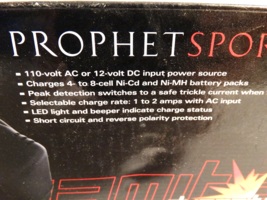 PROPHET SPOR
110-volt AC or 12-volt DC input power source
Charges 4- to 8-cell Ni-Cd and Ni-MH battery packs
Peak detection switches to a safe trickle current when
Selectable charge rate: 1 to 2 amps with AC input
LED light and beeper indicate charge status
Short circuit and reverse polarity protection